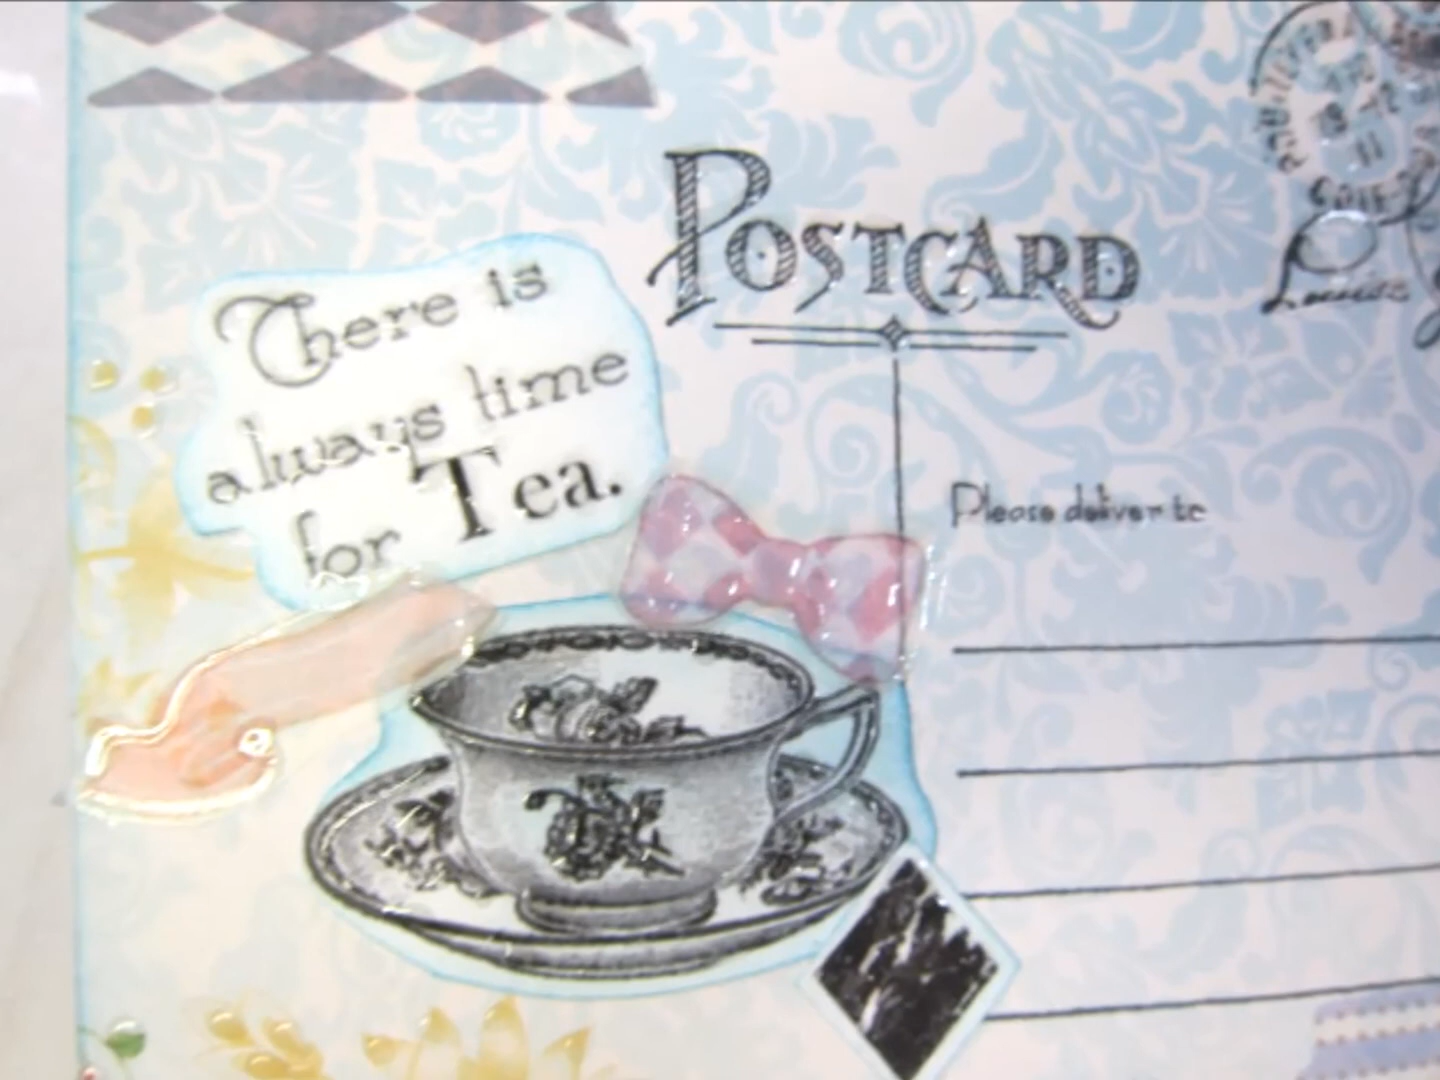 POSTCARD
There is
always time
for Tea.
Please deliver to